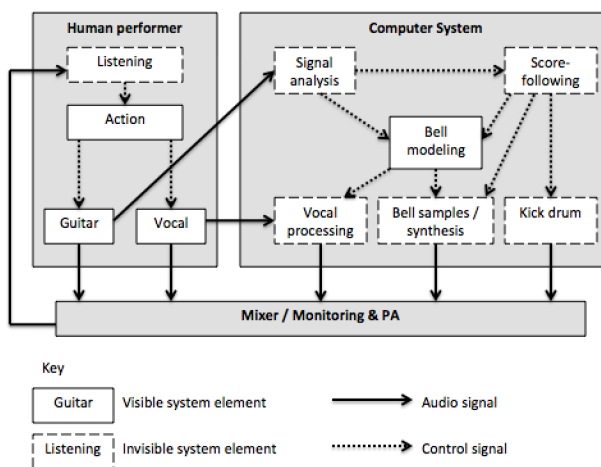 Human performer
Computer System
Listening
Signal
analysis
Score-
following
Action
Bell
modeling
Guitar
Vocal
Vocal
processing
Bell samples /
synthesis
Kick drum
Mixer / Monitoring & PA
Key
Guitar
Visible system element
Audio signal
Listening
Invisible system element
Control signal